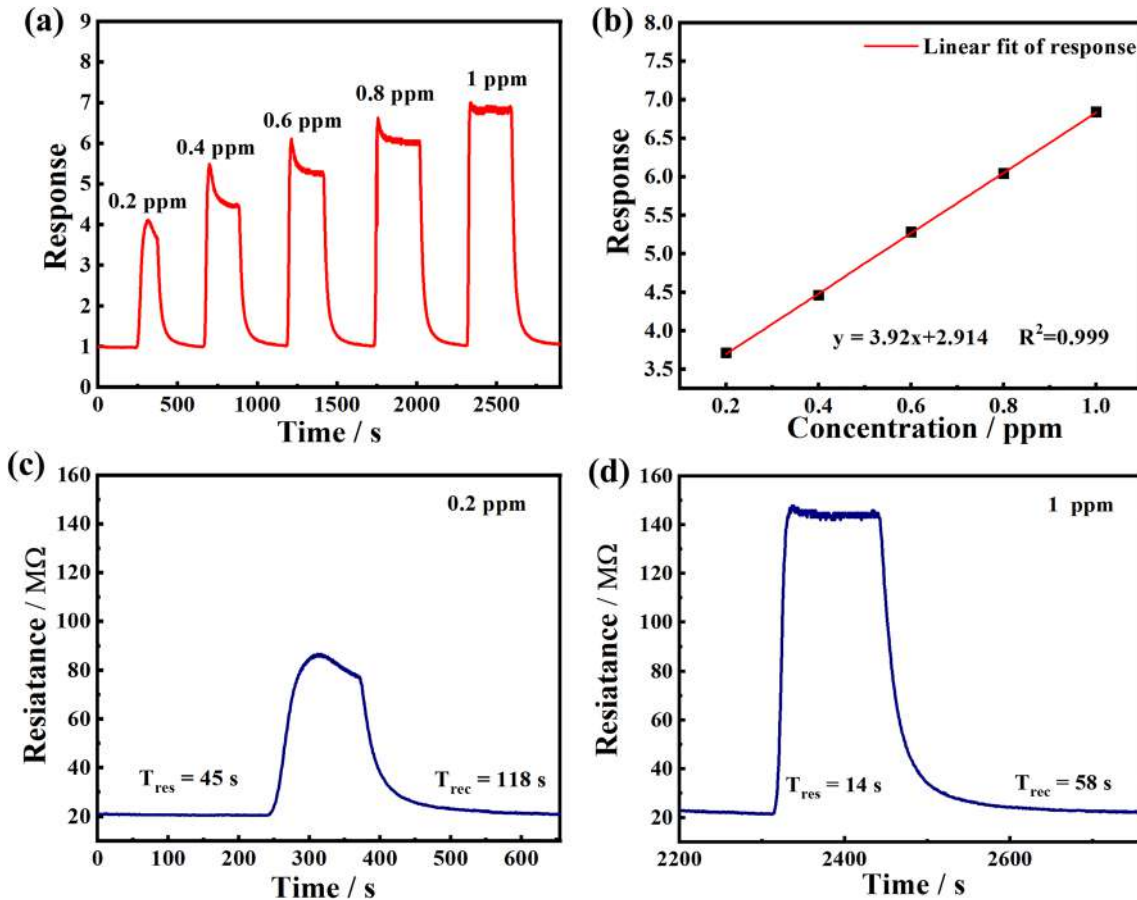 (a)
9
8
7
6
5
4
3
2
1
0
Response
0.2 ppm
0.4 ppm
0.6 ppm
0.8 ppm
1 ppm
0 500 1000 1500 2000 2500
Time / s
(b)
8.0
7.5
7.0
6.5
6.0
5.5
5.0
4.5
4.0
3.5
Response
Linear fit of response
y = 3.92x+2.914 R²=0.999
0.2 0.4 0.6 0.8 1.0
Concentration / ppm
(c)
160
140
120
100
80
60
40
20
Resiatance / MΩ
0.2 ppm
T_res = 45 s
T_rec = 118 s
0 100 200 300 400 500 600
Time / s
(d)
160
140
120
100
80
60
40
20
Resiatance / MΩ
1 ppm
T_res = 14 s
T_rec = 58 s
2200 2400 2600
Time / s